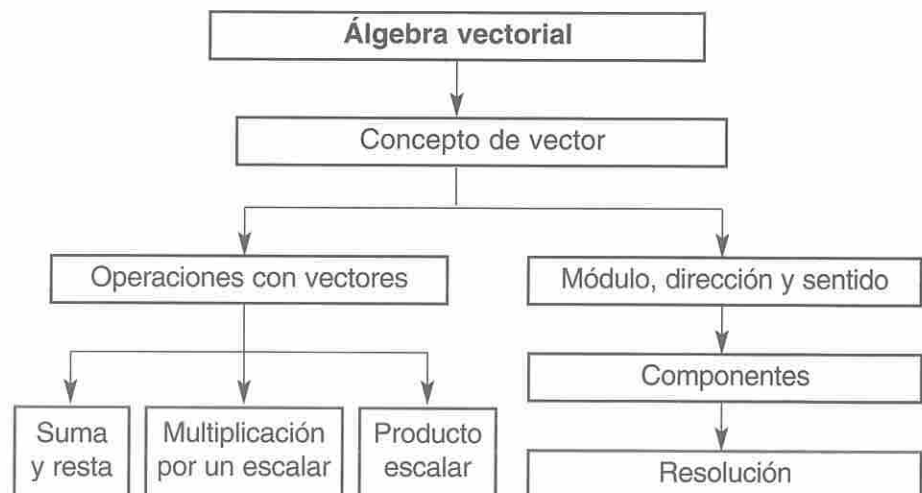 Álgebra vectorial
Concepto de vector
Operaciones con vectores
Módulo, dirección y sentido
Componentes
Suma
y resta
Multiplicación
por un escalar
Producto
escalar
Resolución